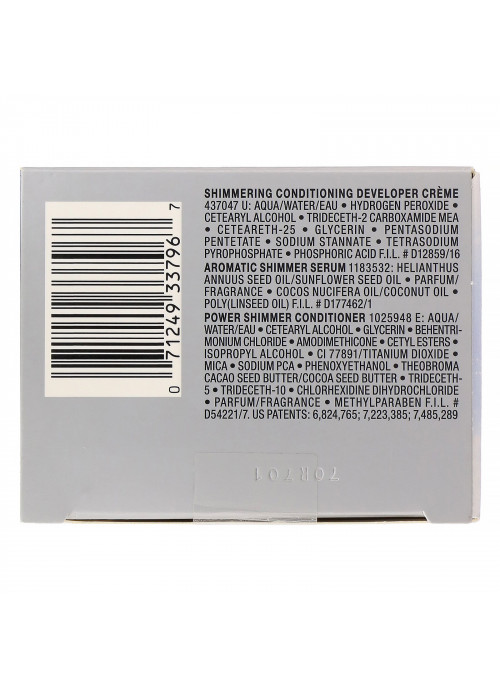 SHIMMERING CONDITIONING DEVELOPER CRÈME
437047 U: AQUA/WATER/EAU • HYDROGEN PEROXIDE •
CETEARYL ALCOHOL • TRIDECETH-2 CARBOXAMIDE MEA
• CETEARETH-25 • GLYCERIN • PENTASODIUM
PENTETATE • SODIUM STANNATE • TETRASODIUM
PYROPHOSPHATE • PHOSPHORIC ACID F.I.L. # D12859/16
AROMATIC SHIMMER SERUM 1183532: HELIANTHUS
ANNUUS SEED OIL/SUNFLOWER SEED OIL • PARFUM/
FRAGRANCE • COCOS NUCIFERA OIL/COCONUT OIL •
POLY(LINSEED OIL) F.I.L. # D177462/1
POWER SHIMMER CONDITIONER 1025948 E: AQUA/
WATER/EAU • CETEARYL ALCOHOL • GLYCERIN • BEHENTRI-
MONIUM CHLORIDE • AMODIMETHICONE • CETYL ESTERS •
ISOPROPYL ALCOHOL • CI 77891/TITANIUM DIOXIDE •
MICA • SODIUM PCA • PHENOXYETHANOL • THEOBROMA
CACAO SEED BUTTER/COCOA SEED BUTTER • TRIDECETH-
5 • TRIDECETH-10 • CHLORHEXIDINE DIHYDROCHLORIDE
• PARFUM/FRAGRANCE • METHYLPARABEN F.I.L. #
D54221/7. US PATENTS: 6,824,765; 7,223,385; 7,485,289
0 71249 33796 7
70R701